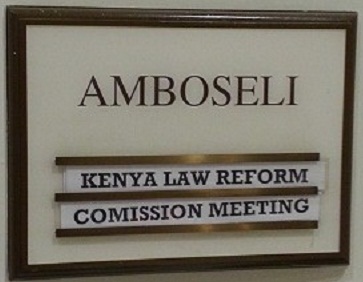 AMBOSELI
KENYA LAW REFORM
COMISSION MEETING